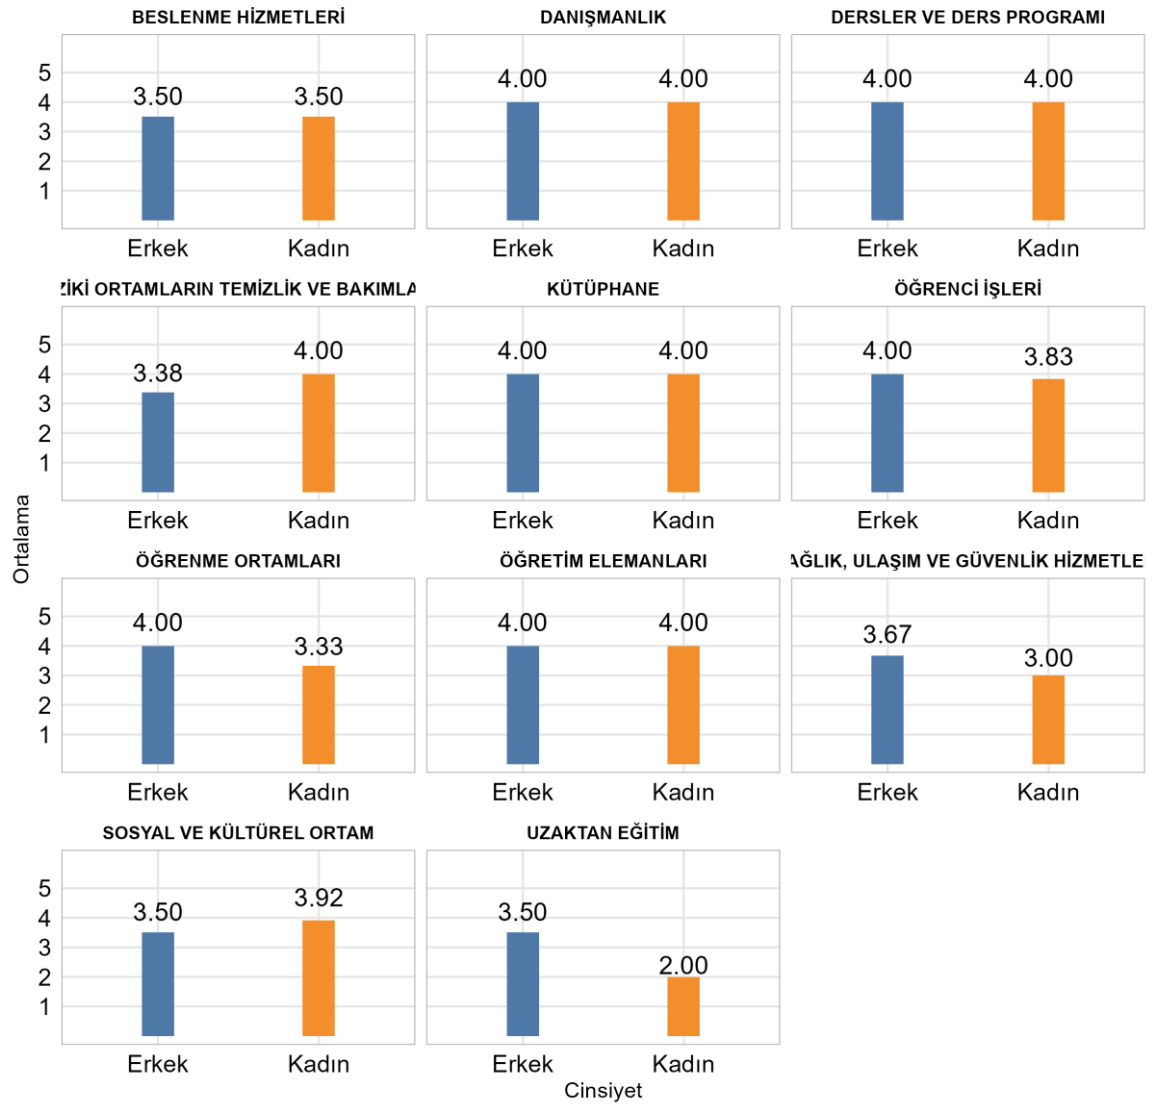 BESLENME HİZMETLERİ
DANIŞMANLIK
DERSLER VE DERS PROGRAMI
5
4
3
2
1
3.50
3.50
4.00
4.00
4.00
4.00
Erkek
Kadın
Erkek
Kadın
Erkek
Kadın
ZİKİ ORTAMLARIN TEMİZLİK VE BAKIMLA
KÜTÜPHANE
ÖĞRENCİ İŞLERİ
5
4
3
2
1
3.38
4.00
4.00
4.00
4.00
3.83
Erkek
Kadın
Erkek
Kadın
Erkek
Kadın
Ortalama
ÖĞRENME ORTAMLARI
ÖĞRETİM ELEMANLARI
AĞLIK, ULAŞIM VE GÜVENLİK HİZMETLE
5
4
3
2
1
4.00
3.33
4.00
4.00
3.67
3.00
Erkek
Kadın
Erkek
Kadın
Erkek
Kadın
SOSYAL VE KÜLTÜREL ORTAM
UZAKTAN EĞİTİM
5
4
3
2
1
3.50
3.92
3.50
2.00
Erkek
Kadın
Erkek
Kadın
Cinsiyet